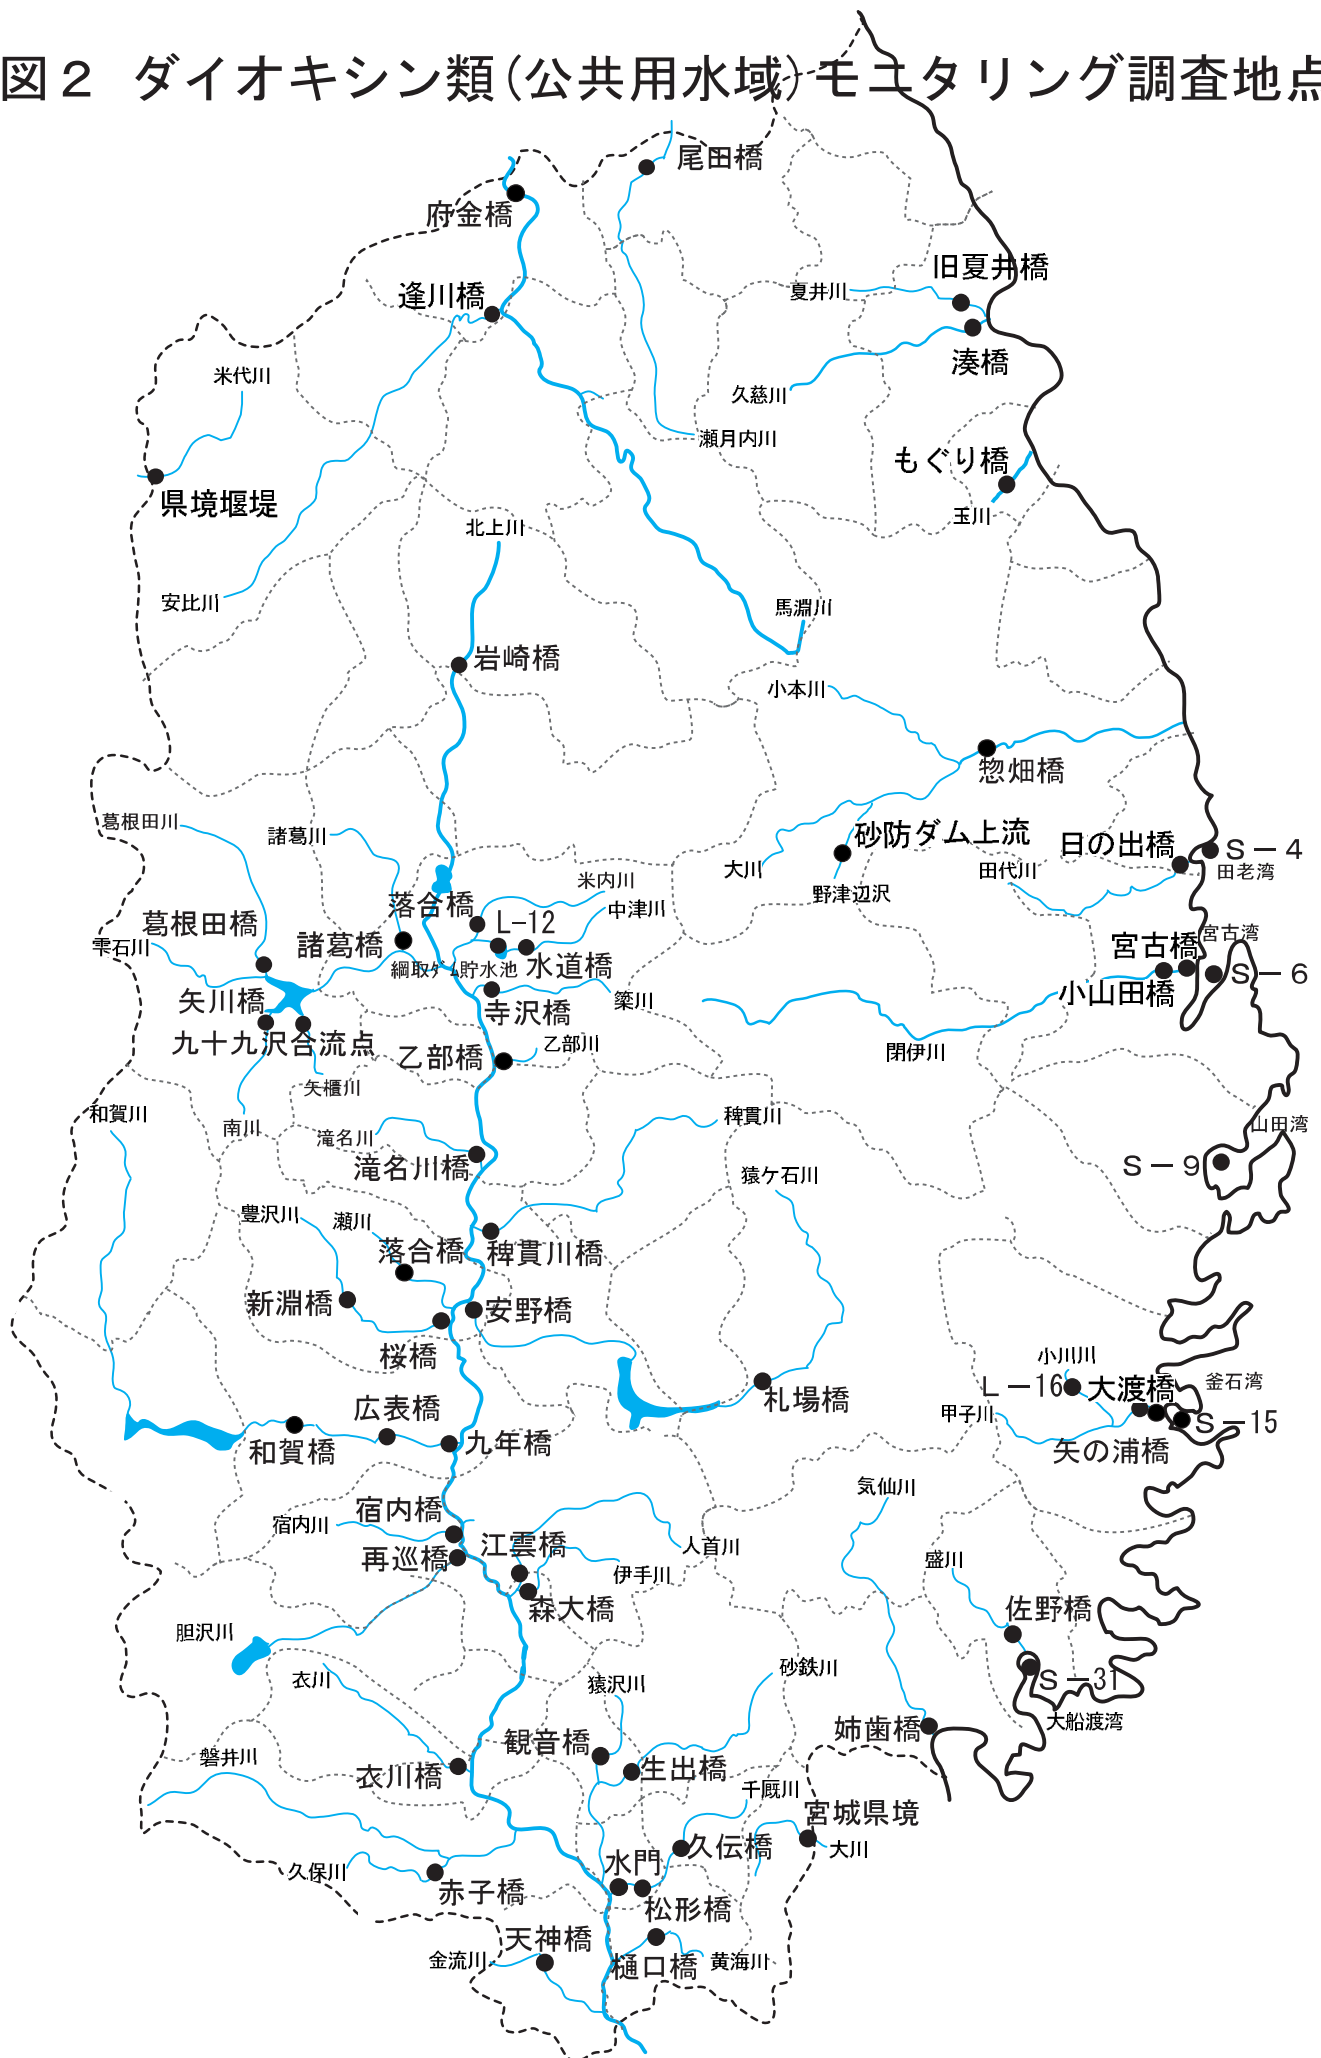 図２ ダイオキシン類(公共用水域)モニタリング調査地点
尾田橋
府金橋
旧夏井橋
夏井川
逢川橋
湊橋
米代川
久慈川
瀬月内川
もぐり橋
県境堰堤
玉川
北上川
安比川
馬淵川
岩崎橋
小本川
惣畑橋
葛根田川
諸葛川
砂防ダム上流
日の出橋
Ｓ－４
大川
田代川
田老湾
米内川
野津辺沢
落合橋
中津川
葛根田橋
L-12
諸葛橋
宮古湾
雫石川
宮古橋
綱取ダム貯水池
水道橋
Ｓ－６
矢川橋
小山田橋
簗川
寺沢橋
九十九沢合流点
乙部川
乙部橋
閉伊川
矢櫃川
和賀川
稗貫川
南川
滝名川
山田湾
滝名川橋
Ｓ－９
猿ケ石川
豊沢川
瀬川
落合橋
稗貫川橋
新淵橋
安野橋
桜橋
小川川
Ｌ－16
大渡橋
釜石湾
札場橋
広表橋
甲子川
Ｓ－15
九年橋
和賀橋
矢の浦橋
気仙川
宿内橋
宿内川
江雲橋
人首川
再巡橋
盛川
伊手川
森大橋
佐野橋
胆沢川
砂鉄川
衣川
猿沢川
Ｓ－31
大船渡湾
姉歯橋
観音橋
磐井川
衣川橋
生出橋
千厩川
宮城県境
久伝橋
大川
水門
久保川
赤子橋
松形橋
天神橋
金流川
樋口橋
黄海川